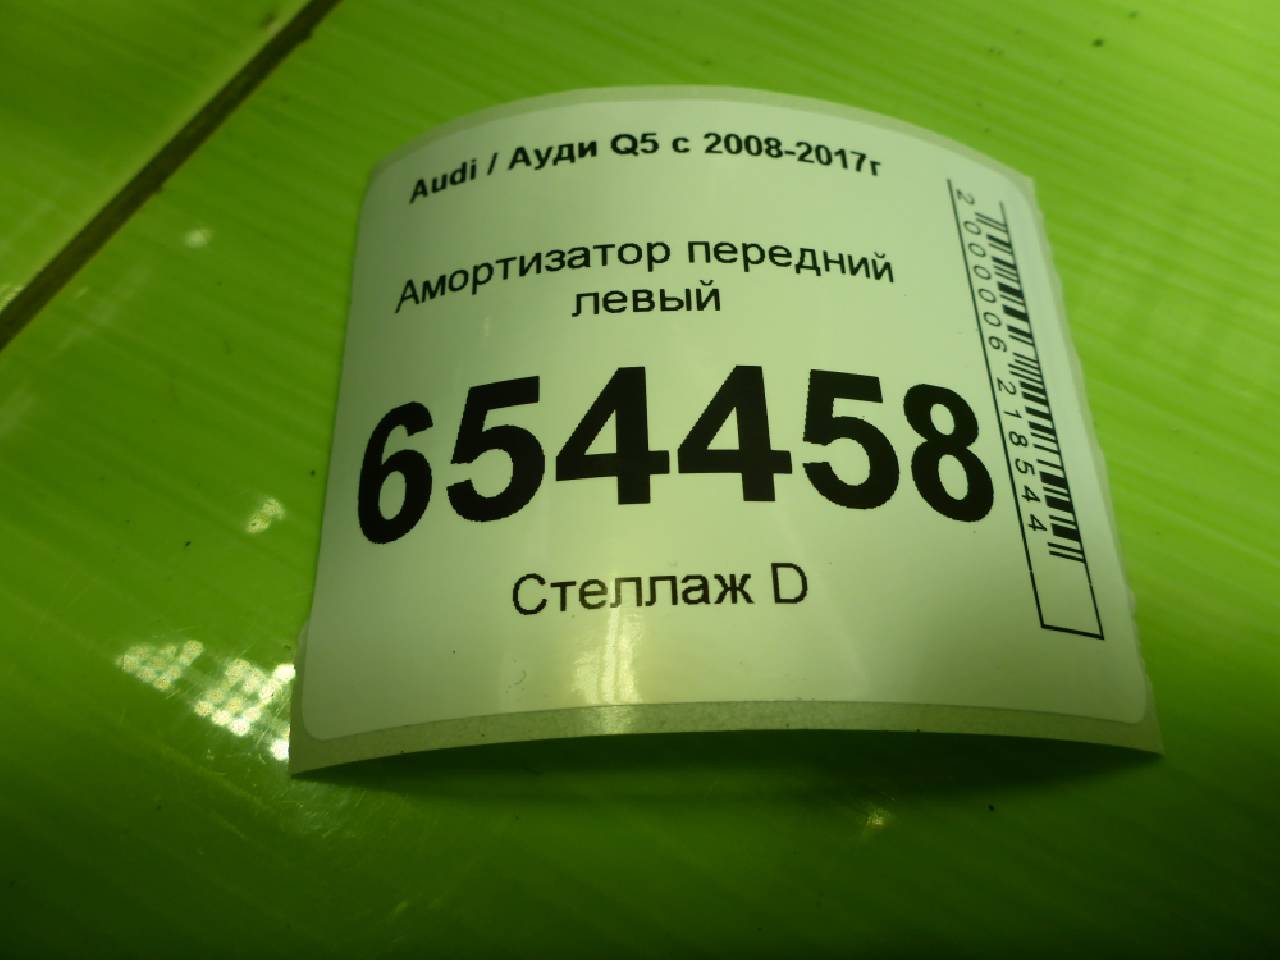 Audi / Ауди Q5 с 2008-2017г
Амортизатор передний
левый
654458
Стеллаж D
2000006218544